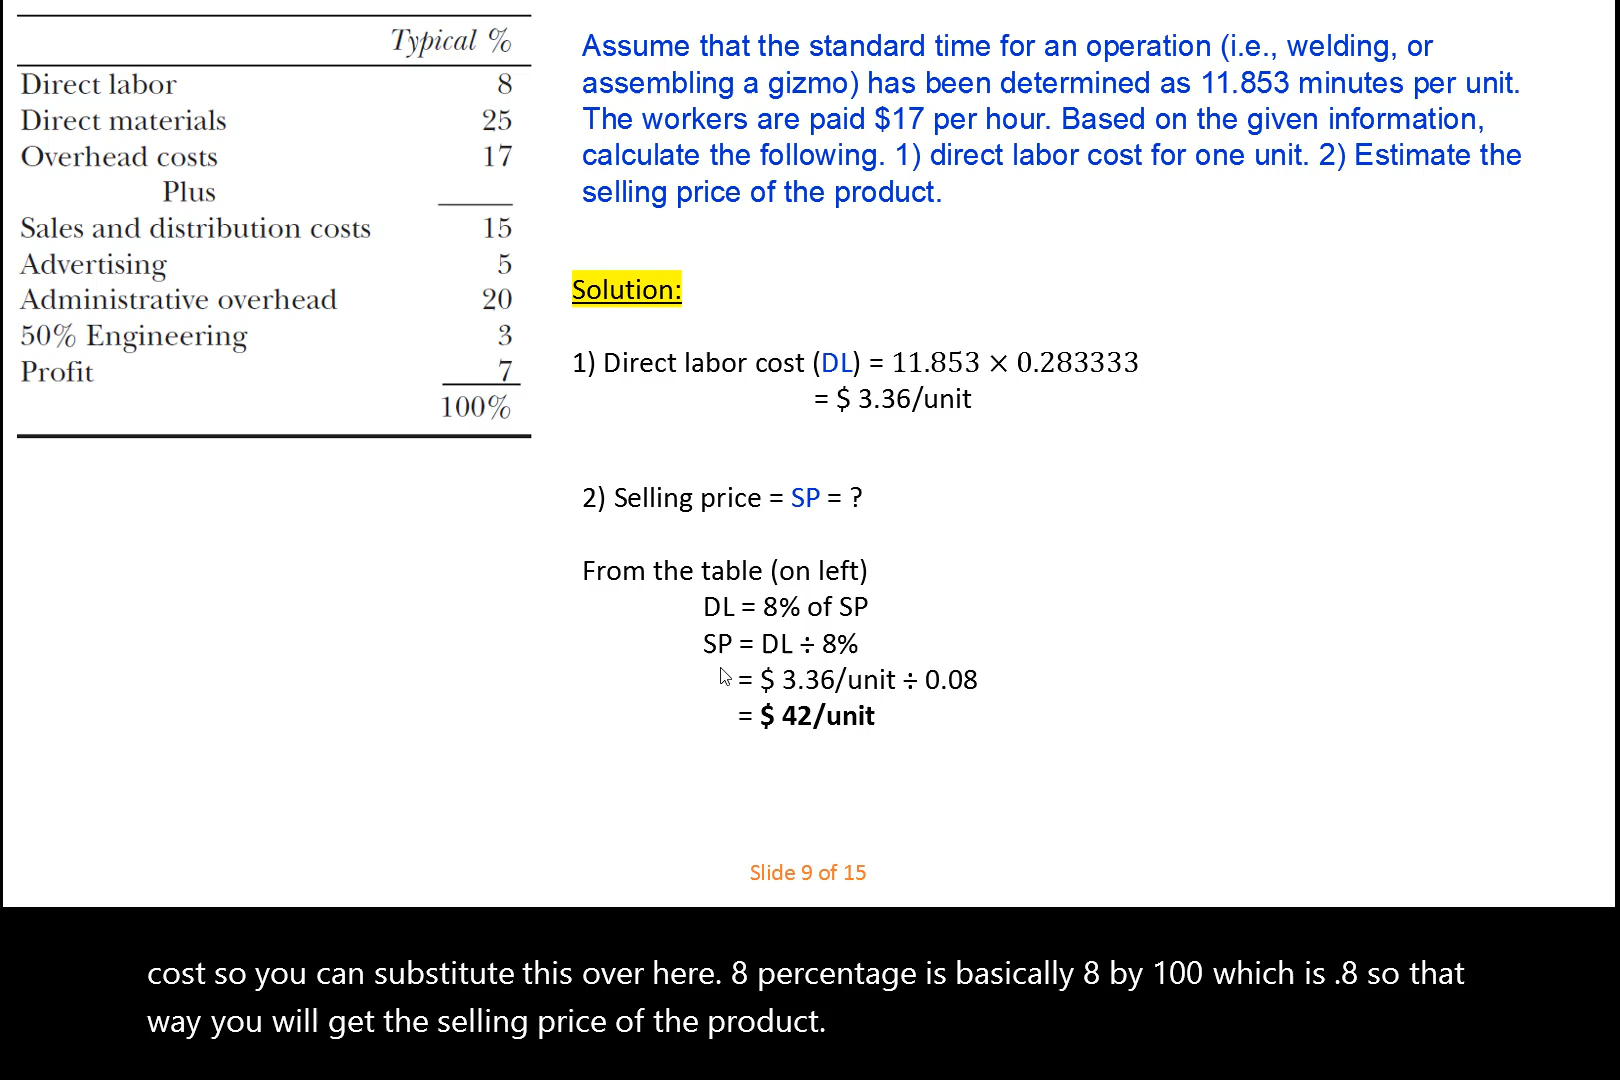 Typical %
Direct labor 8
Direct materials 25
Overhead costs 17
Plus
Sales and distribution costs 15
Advertising 5
Administrative overhead 20
50% Engineering 3
Profit 7
100%
Assume that the standard time for an operation (i.e., welding, or
assembling a gizmo) has been determined as 11.853 minutes per unit.
The workers are paid $17 per hour. Based on the given information,
calculate the following. 1) direct labor cost for one unit. 2) Estimate the
selling price of the product.
Solution:
1) Direct labor cost (DL) = 11.853 × 0.283333
= $ 3.36/unit
2) Selling price = SP = ?
From the table (on left)
DL = 8% of SP
SP = DL ÷ 8%
= $ 3.36/unit ÷ 0.08
= $ 42/unit
Slide 9 of 15
cost so you can substitute this over here. 8 percentage is basically 8 by 100 which is .8 so that
way you will get the selling price of the product.